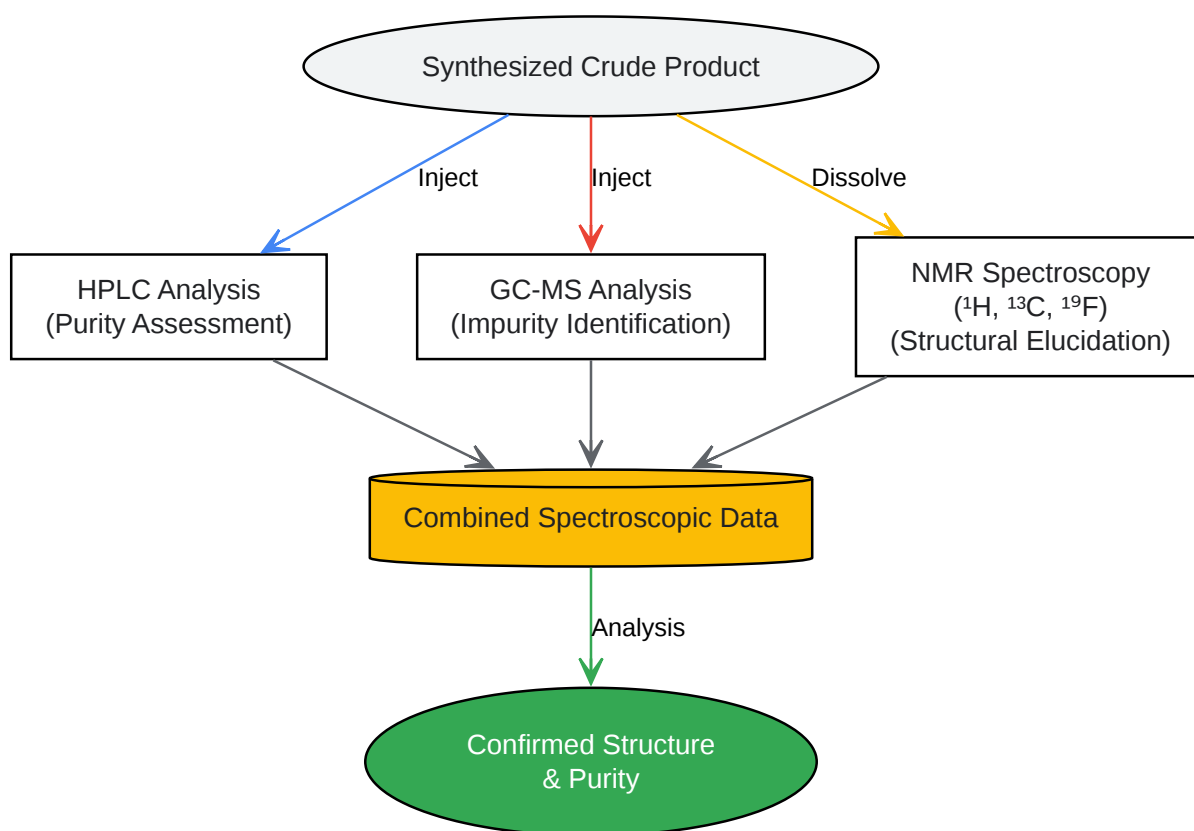 Synthesized Crude Product
Inject
Inject
Dissolve
HPLC Analysis
(Purity Assessment)
GC-MS Analysis
(Impurity Identification)
NMR Spectroscopy
(¹H, ¹³C, ¹⁹F)
(Structural Elucidation)
Combined Spectroscopic Data
Analysis
Confirmed Structure
& Purity